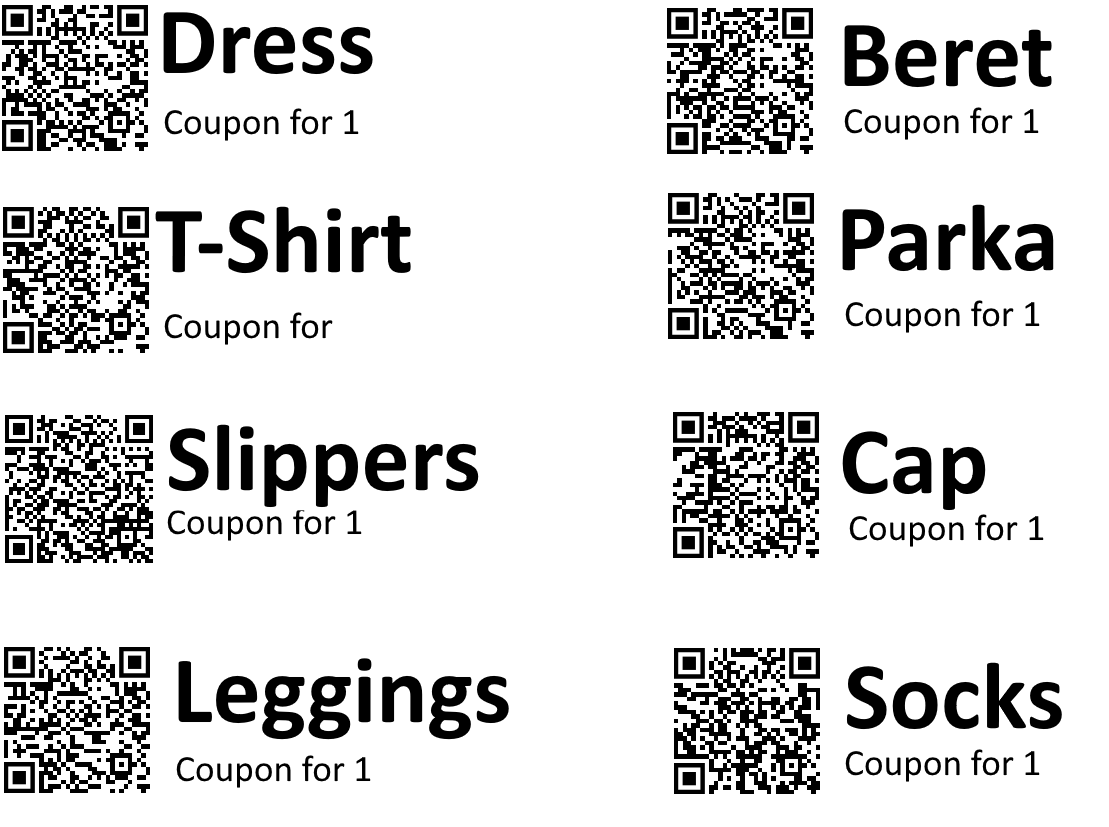 Dress
Coupon for 1
Beret
Coupon for 1
T-Shirt
Coupon for
Parka
Coupon for 1
Slippers
Coupon for 1
Cap
Coupon for 1
Leggings
Coupon for 1
Socks
Coupon for 1